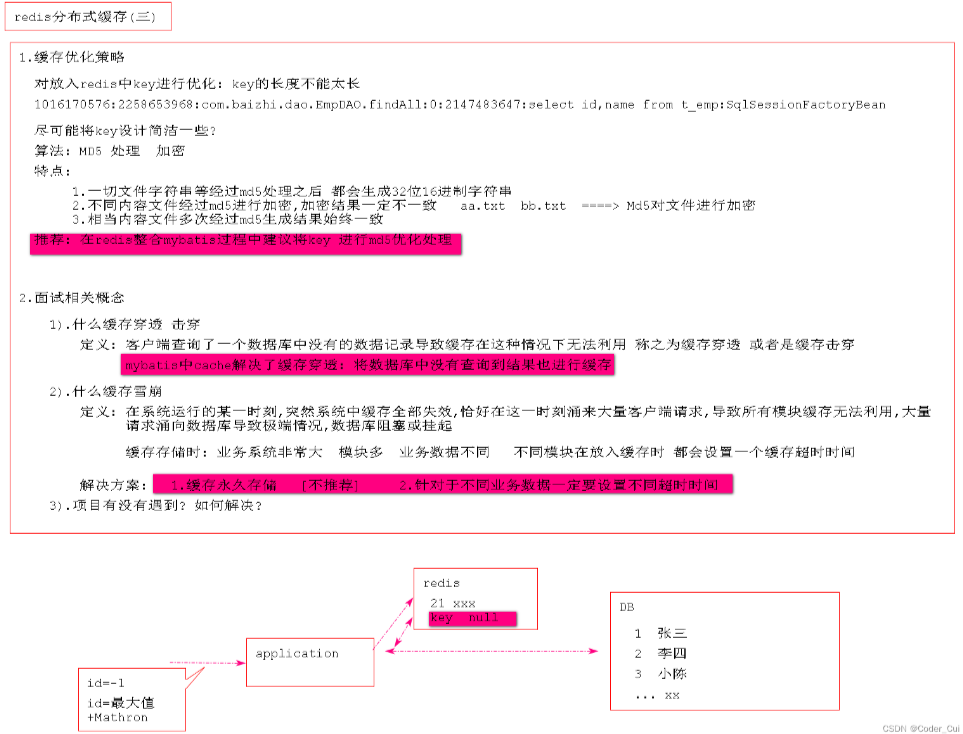 redis分布式缓存(三)
1.缓存优化策略
对放入redis中key进行优化: key的长度不能太长
1016170576:2258653968:com.baizhi.dao.EmpDAO.findAll:0:2147483647:select id,name from t_emp:SqlSessionFactoryBean
尽可能将key设计简洁一些?
算法: MD5 处理 加密
特点:
1.一切文件字符串等经过md5处理之后 都会生成32位16进制字符串
2.不同内容文件经过md5进行加密,加密结果一定不一致 aa.txt bb.txt ====> Md5对文件进行加密
3.相当内容文件多次经过md5生成结果始终一致
推荐: 在redis整合mybatis过程中建议将key 进行md5优化处理
2.面试相关概念
1).什么缓存穿透 击穿
定义: 客户端查询了一个数据库中没有的数据记录导致缓存在这种情况下无法利用 称之为缓存穿透 或者是缓存击穿
mybatis中cache解决了缓存穿透: 将数据库中没有查询到结果也进行缓存
2).什么缓存雪崩
定义: 在系统运行的某一时刻,突然系统中缓存全部失效,恰好在这一时刻涌来大量客户端请求,导致所有模块缓存无法利用,大量
请求涌向数据库导致极端情况,数据库阻塞或挂起
缓存存储时: 业务系统非常大 模块多 业务数据不同 不同模块在放入缓存时 都会设置一个缓存超时时间
解决方案: 1.缓存永久存储 [不推荐] 2.针对于不同业务数据一定要设置不同超时时间
3).项目有没有遇到? 如何解决?
redis
21 xxx
key null
application
id=-1
id=最大值
+Mathron
DB
1 张三
2 李四
3 小陈
... xx
CSDN @Coder_Cui